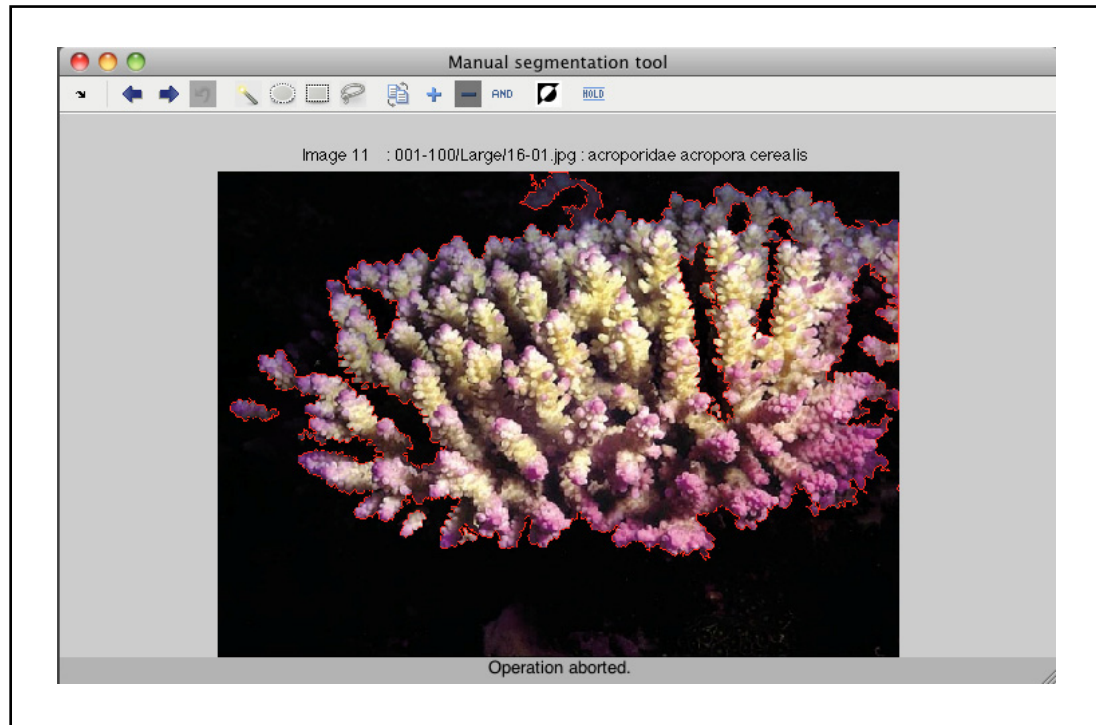 Manual segmentation tool
AND HOLD
Image 11 : 001-100/Large/16-01.jpg : acroporidae acropora cerealis
Operation aborted.